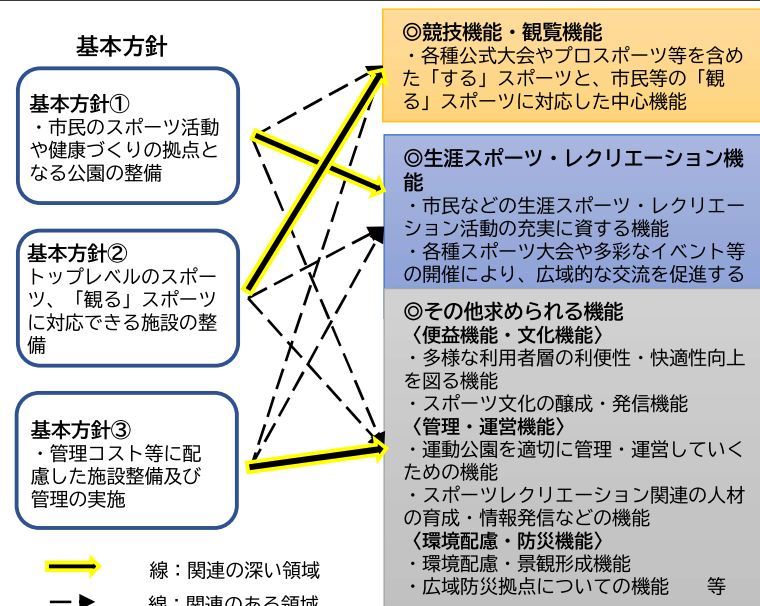 基本方針
基本方針①
・市民のスポーツ活動
や健康づくりの拠点と
なる公園の整備
基本方針②
トップレベルのスポー
ツ、「観る」スポーツ
に対応できる施設の整
備
基本方針③
・管理コスト等に配
慮した施設整備及び
管理の実施
線：関連の深い領域
線：関連のある領域
◎競技機能・観覧機能
・各種公式大会やプロスポーツ等を含め
た「する」スポーツと、市民等の「観
る」スポーツに対応した中心機能
◎生涯スポーツ・レクリエーション機
能
・市民などの生涯スポーツ・レクリエー
ション活動の充実に資する機能
・各種スポーツ大会や多彩なイベント等
の開催により、広域的な交流を促進する
◎その他求められる機能
〈便益機能・文化機能〉
・多様な利用者層の利便性・快適性向上
を図る機能
・スポーツ文化の醸成・発信機能
〈管理・運営機能〉
・運動公園を適切に管理・運営していく
ための機能
・スポーツレクリエーション関連の人材
の育成・情報発信などの機能
〈環境配慮・防災機能〉
・環境配慮・景観形成機能
・広域防災拠点についての機能　　等